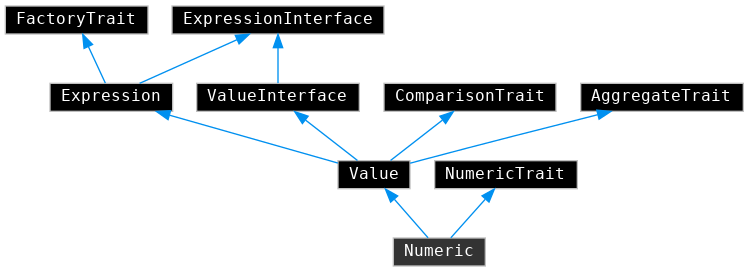 FactoryTrait
ExpressionInterface
Expression
ValueInterface
ComparisonTrait
AggregateTrait
Value
NumericTrait
Numeric